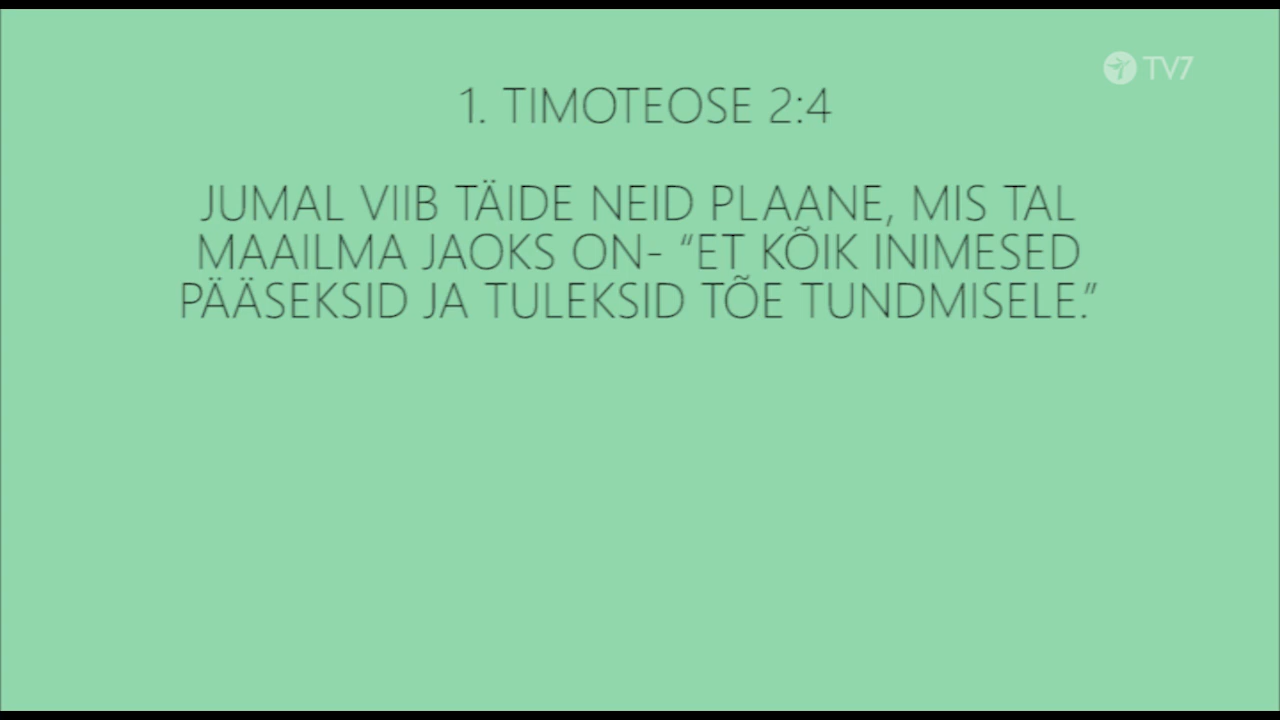 TV7
1. TIMOTEOSE 2:4
JUMAL VIIB TÄIDE NEID PLAANE, MIS TAL
MAAILMA JAOKS ON- “ET KÕIK INIMESED
PÄÄSEKSID JA TULEKSID TÕE TUNDMISELE.”